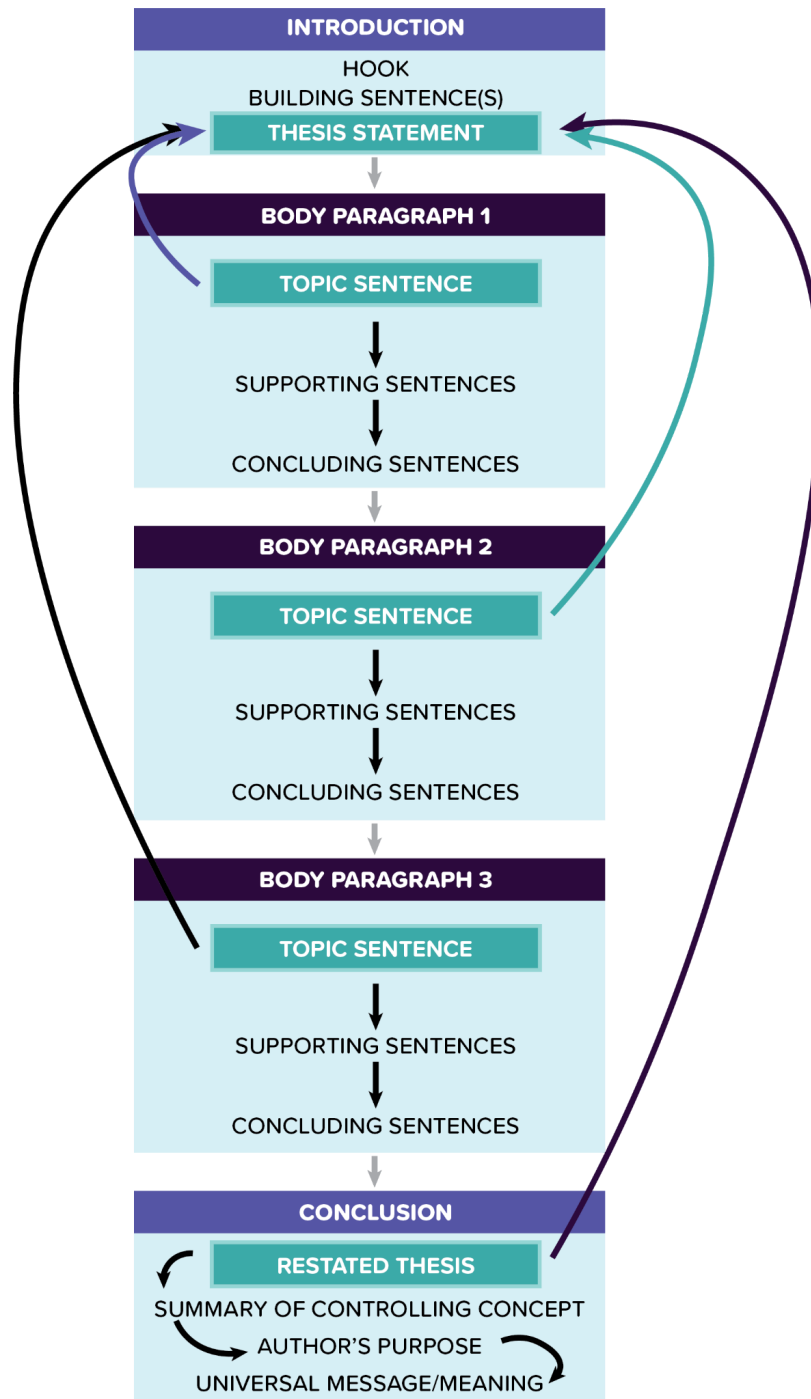 INTRODUCTION
HOOK
BUILDING SENTENCE(S)
THESIS STATEMENT
BODY PARAGRAPH 1
TOPIC SENTENCE
SUPPORTING SENTENCES
CONCLUDING SENTENCES
BODY PARAGRAPH 2
TOPIC SENTENCE
SUPPORTING SENTENCES
CONCLUDING SENTENCES
BODY PARAGRAPH 3
TOPIC SENTENCE
SUPPORTING SENTENCES
CONCLUDING SENTENCES
CONCLUSION
RESTATED THESIS
SUMMARY OF CONTROLLING CONCEPT
AUTHOR'S PURPOSE
UNIVERSAL MESSAGE/MEANING